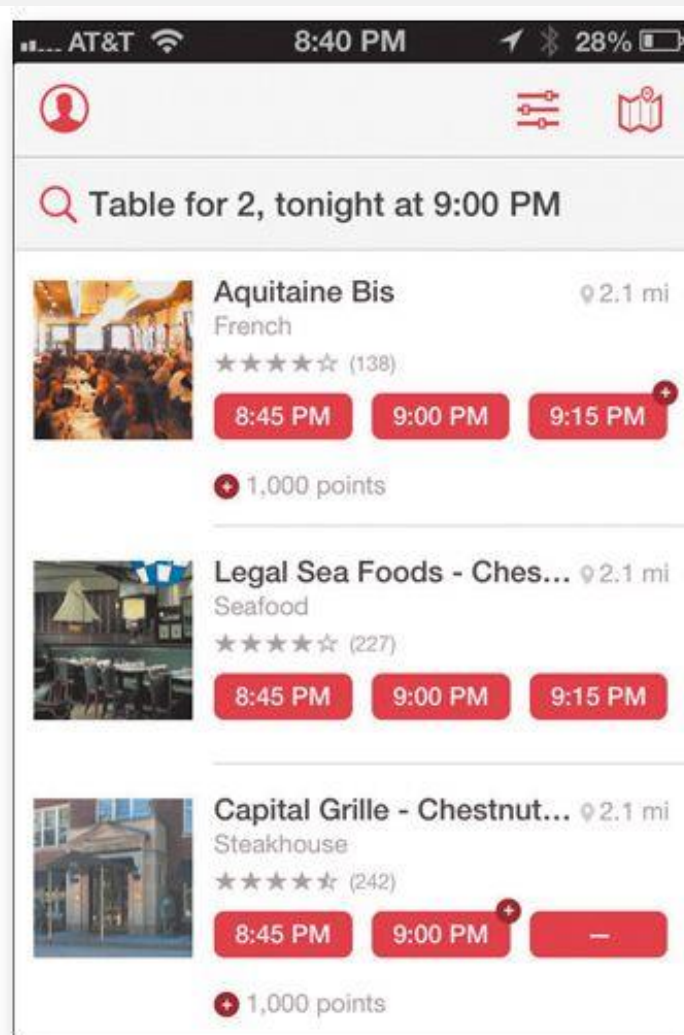 AT&T 8:40 PM 28%
Table for 2, tonight at 9:00 PM
Aquitaine Bis 2.1 mi
French
(138)
8:45 PM 9:00 PM 9:15 PM
1,000 points
Legal Sea Foods - Ches... 2.1 mi
Seafood
(227)
8:45 PM 9:00 PM 9:15 PM
Capital Grille - Chestnut... 2.1 mi
Steakhouse
(242)
8:45 PM 9:00 PM –
1,000 points